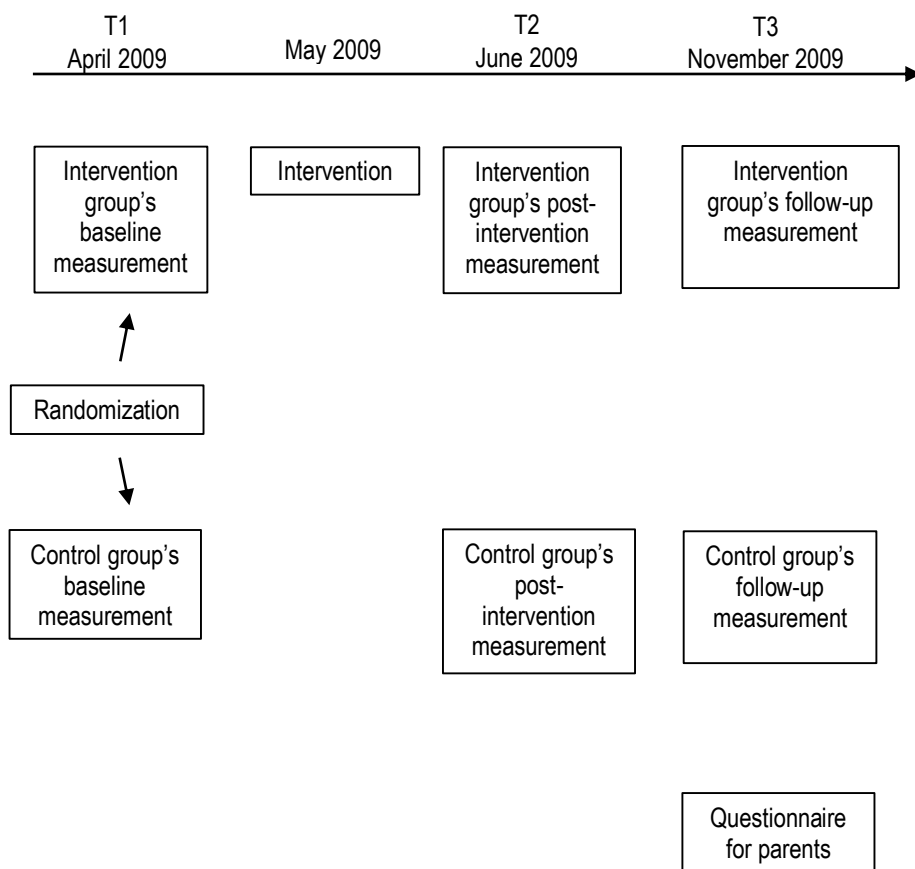 T1
April 2009
May 2009
T2
June 2009
T3
November 2009
Intervention
group's
baseline
measurement
Intervention
Intervention
group's post-
intervention
measurement
Intervention
group's follow-up
measurement
Randomization
Control group's
baseline
measurement
Control group's
post-
intervention
measurement
Control group's
follow-up
measurement
Questionnaire
for parents